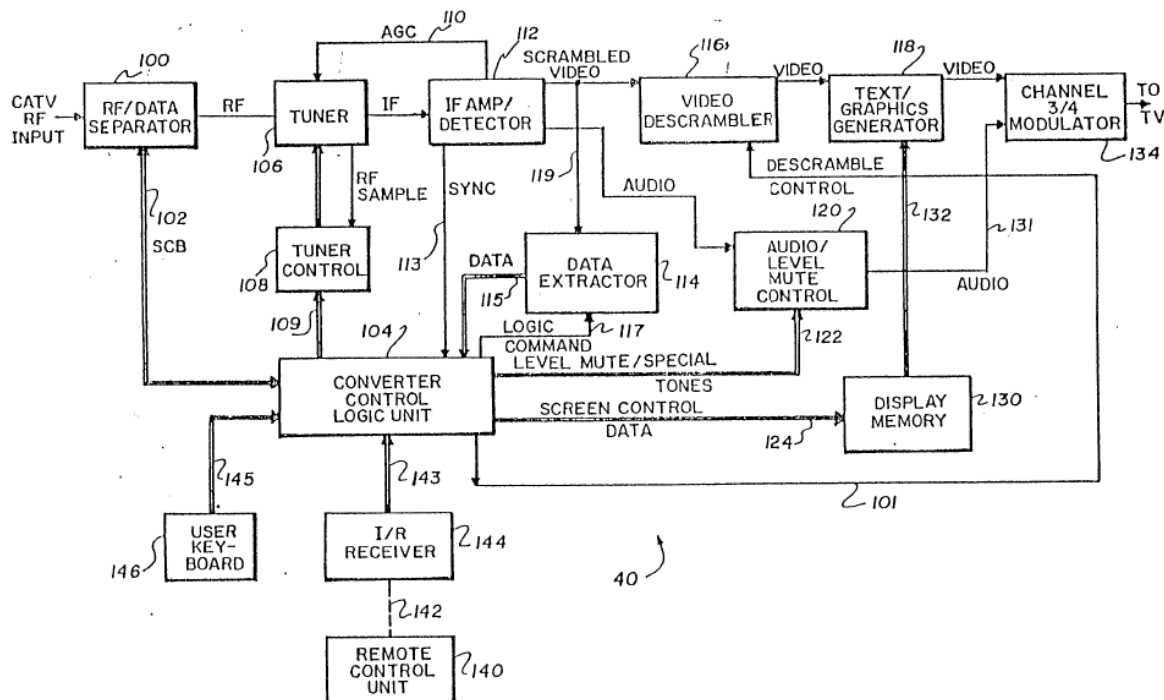 110
AGC
112
SCRAMBLED
VIDEO
116
VIDEO
118
VIDEO
100
CATV
RF
INPUT
RF/DATA
SEPARATOR
RF
TUNER
IF
IF AMP/
DETECTOR
VIDEO
DESCRAMBLER
TEXT/
GRAPHICS
GENERATOR
CHANNEL
3/4
MODULATOR
TO
TV
134
106
RF
SAMPLE
SYNC
119
AUDIO
DESCRAMBLE
CONTROL
102
SCB
132
120
131
TUNER
CONTROL
108
113
DATA
115
DATA
EXTRACTOR
114
AUDIO/
LEVEL
MUTE
CONTROL
AUDIO
109
104
LOGIC
COMMAND
117
122
LEVEL MUTE/SPECIAL
TONES
CONVERTER
CONTROL
LOGIC UNIT
SCREEN CONTROL
DATA
124
DISPLAY
MEMORY
130
145
143
101
USER
KEY-
BOARD
146
I/R
RECEIVER
144
40
142
REMOTE
CONTROL
UNIT
140